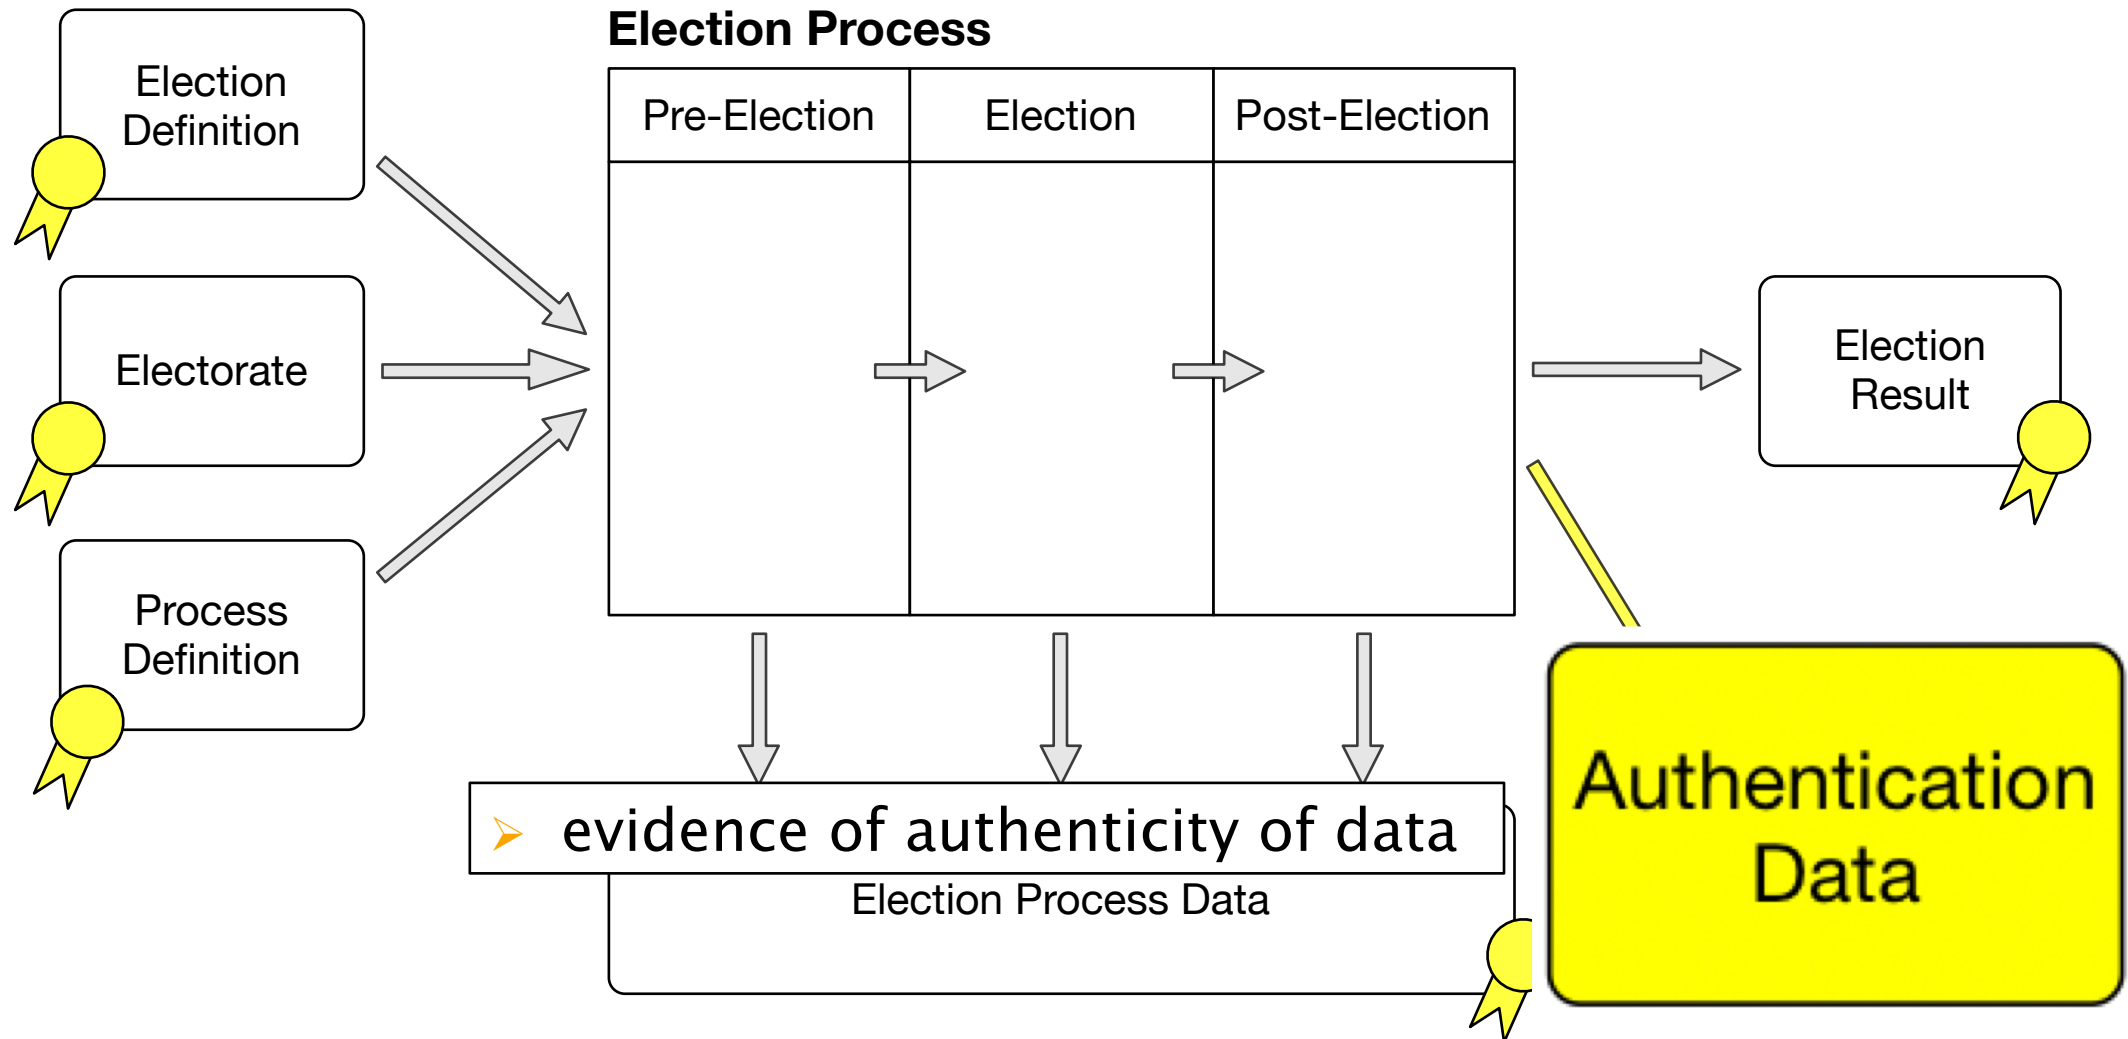 Election Process
Election
Definition
Pre-Election
Election
Post-Election
Electorate
Election
Result
Process
Definition
evidence of authenticity of data
Election Process Data
Authentication
Data